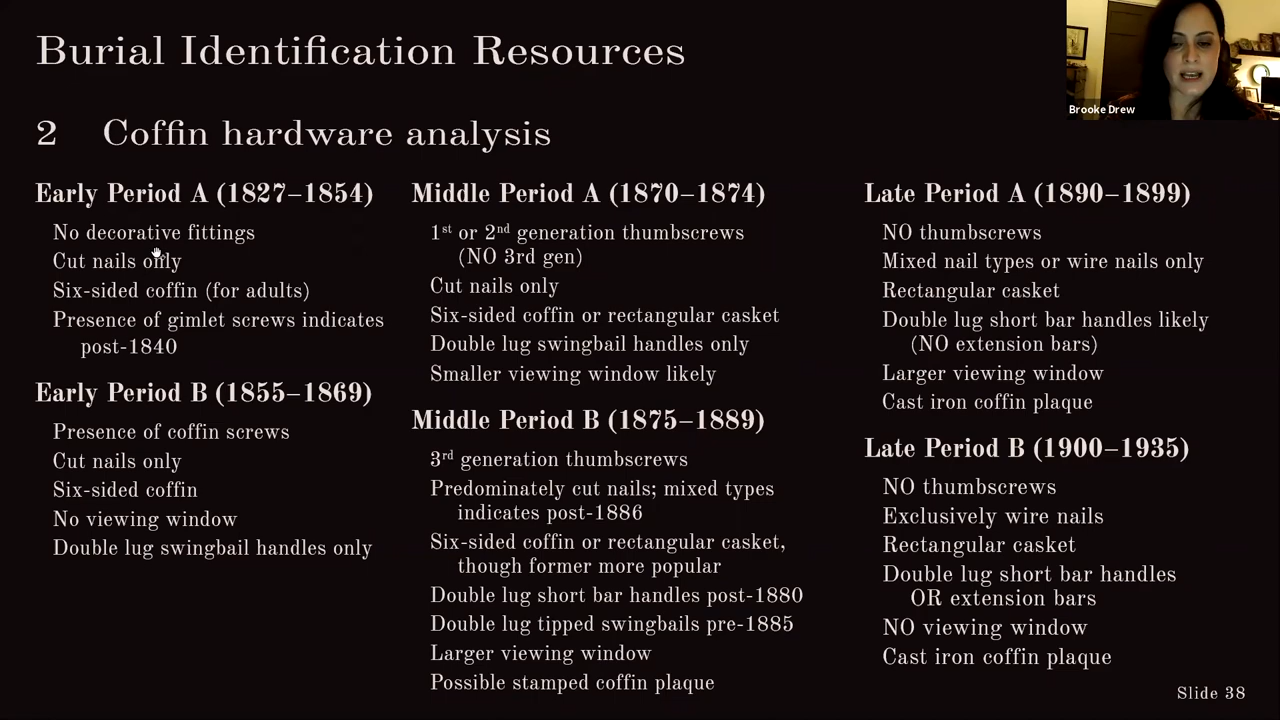 Burial Identification Resources
Brooke Drew
2 Coffin hardware analysis
Early Period A (1827–1854)
No decorative fittings
Cut nails only
Six-sided coffin (for adults)
Presence of gimlet screws indicates
post-1840
Early Period B (1855–1869)
Presence of coffin screws
Cut nails only
Six-sided coffin
No viewing window
Double lug swingbail handles only
Middle Period A (1870–1874)
1st or 2nd generation thumbscrews
(NO 3rd gen)
Cut nails only
Six-sided coffin or rectangular casket
Double lug swingbail handles only
Smaller viewing window likely
Middle Period B (1875–1889)
3rd generation thumbscrews
Predominately cut nails; mixed types
indicates post-1886
Six-sided coffin or rectangular casket,
though former more popular
Double lug short bar handles post-1880
Double lug tipped swingbails pre-1885
Larger viewing window
Possible stamped coffin plaque
Late Period A (1890–1899)
NO thumbscrews
Mixed nail types or wire nails only
Rectangular casket
Double lug short bar handles likely
(NO extension bars)
Larger viewing window
Cast iron coffin plaque
Late Period B (1900–1935)
NO thumbscrews
Exclusively wire nails
Rectangular casket
Double lug short bar handles
OR extension bars
NO viewing window
Cast iron coffin plaque
Slide 38